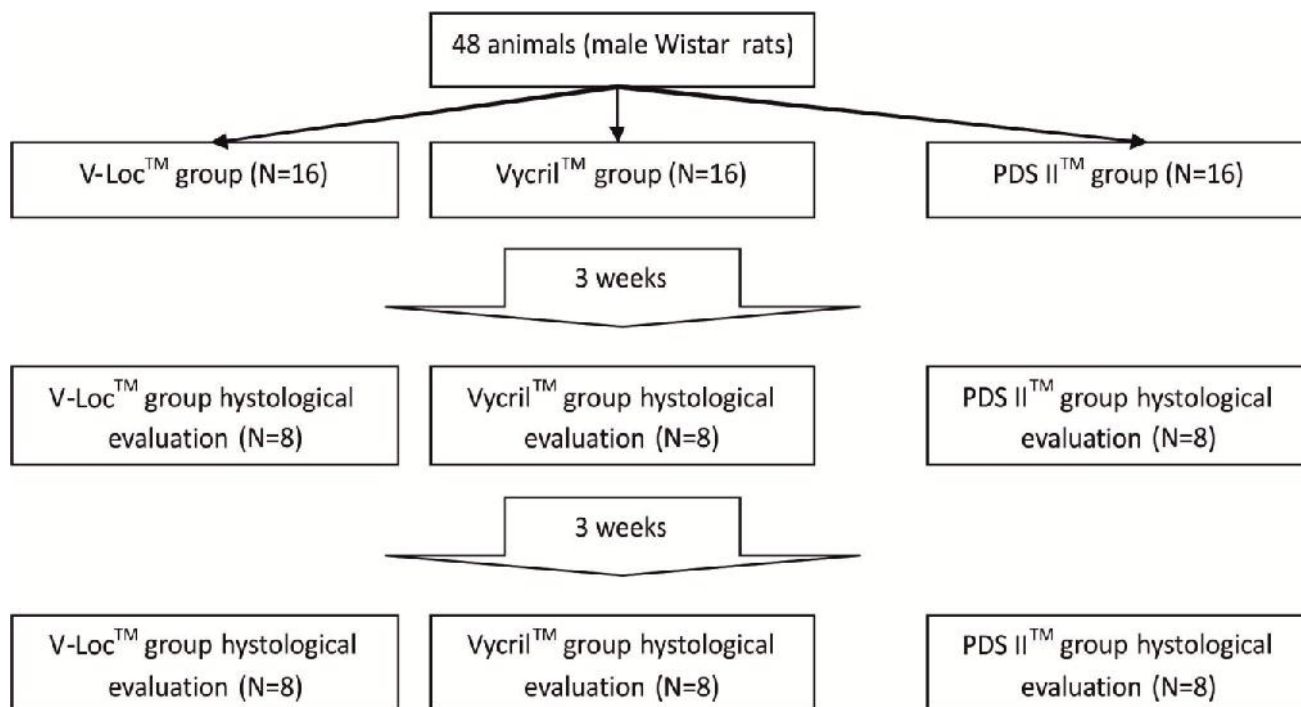 48 animals (male Wistar rats)
V-Loc™ group (N=16)
Vycril™ group (N=16)
PDS II™ group (N=16)
3 weeks
V-Loc™ group hystological
evaluation (N=8)
Vycril™ group hystological
evaluation (N=8)
PDS II™ group hystological
evaluation (N=8)
3 weeks
V-Loc™ group hystological
evaluation (N=8)
Vycril™ group hystological
evaluation (N=8)
PDS II™ group hystological
evaluation (N=8)